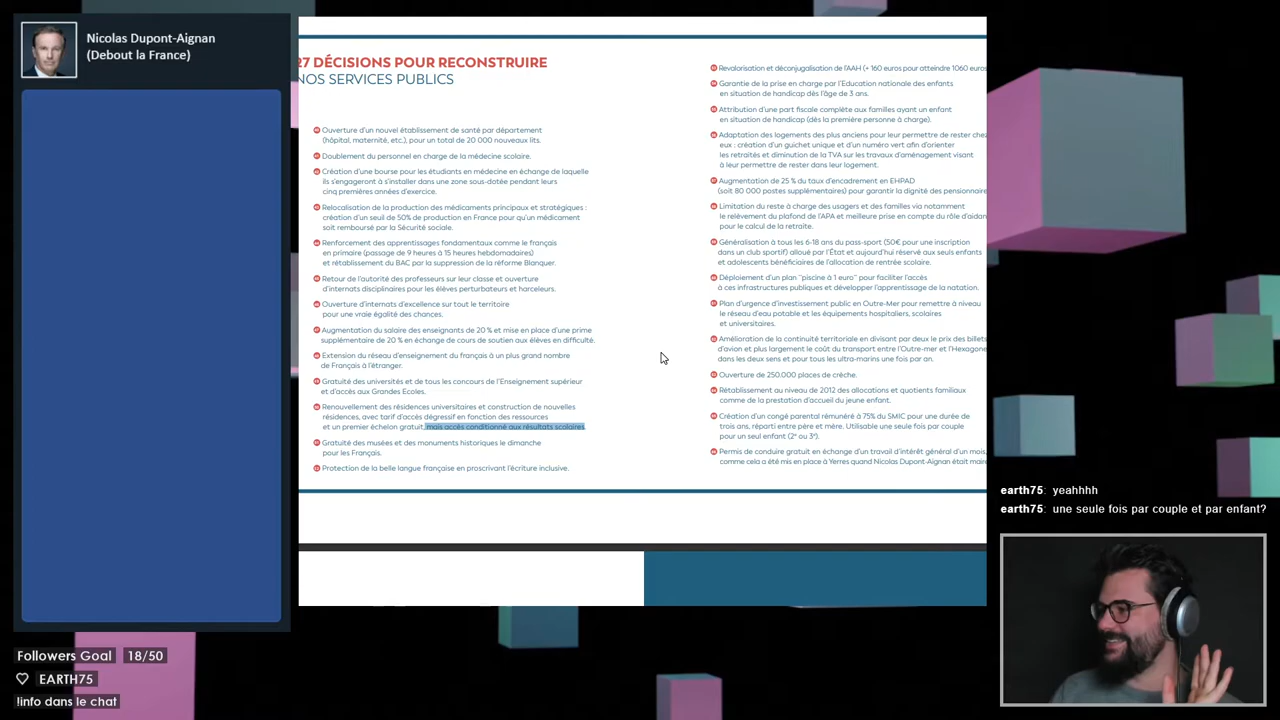 Nicolas Dupont-Aignan
(Debout la France)
27 DÉCISIONS POUR RECONSTRUIRE
NOS SERVICES PUBLICS
Ouverture d'un nouvel établissement de santé par département
(hôpital, maternité, etc.), pour un total de 20 000 nouveaux lits.
Doublement du personnel en charge de la médecine scolaire.
Création d'une bourse pour les étudiants en médecine en échange de laquelle
ils s'engageront à s'installer dans une zone sous-dotée pendant leurs
cinq premières années d'exercice.
Relocalisation de la production des médicaments principaux et stratégiques :
création d'un seuil de 50% de production en France pour qu'un médicament
soit remboursé par la Sécurité sociale.
Renforcement des apprentissages fondamentaux comme le français
en primaire (passage de 9 heures à 15 heures hebdomadaires)
et rétablissement du BAC par la suppression de la réforme Blanquer.
Retour de l'autorité des professeurs sur leur classe et ouverture
d'internats disciplinaires pour les élèves perturbateurs et harceleurs.
Ouverture d'internats d'excellence sur tout le territoire
pour une vraie égalité des chances.
Augmentation du salaire des enseignants de 20 % et mise en place d'une prime
supplémentaire de 20 % en échange de cours de soutien aux élèves en difficulté.
Extension du réseau d'enseignement du français à un plus grand nombre
de Français à l'étranger.
Gratuité des universités et de tous les concours de l'Enseignement supérieur
et d'accès aux Grandes Ecoles.
Renouvellement des résidences universitaires et construction de nouvelles
résidences, avec tarif d'accès dégressif en fonction des ressources
et un premier échelon gratuit, mais accès conditionné aux résultats scolaires.
Gratuité des musées et des monuments historiques le dimanche
pour les Français.
Protection de la belle langue française en proscrivant l'écriture inclusive.
Revalorisation et déconjugalisation de l'AAH (+ 160 euros pour atteindre 1060 euros
Garantie de la prise en charge par l'Education nationale des enfants
en situation de handicap dès l'âge de 3 ans.
Attribution d'une part fiscale complète aux familles ayant un enfant
en situation de handicap (dès la première personne à charge).
Adaptation des logements des plus anciens pour leur permettre de rester chez
eux : création d'un guichet unique et d'un numéro vert afin d'orienter
les retraités et diminution de la TVA sur les travaux d'aménagement visant
à leur permettre de rester dans leur logement.
Augmentation de 25 % du taux d'encadrement en EHPAD
(soit 80 000 postes supplémentaires) pour garantir la dignité des pensionnaire
Limitation du reste à charge des usagers et des familles via notamment
le relèvement du plafond de l'APA et meilleure prise en compte du rôle d'aidan
pour le calcul de la retraite.
Généralisation à tous les 6-18 ans du pass-sport (50€ pour une inscription
dans un club sportif) alloué par l'État et aujourd'hui réservé aux seuls enfants
et adolescents bénéficiaires de l'allocation de rentrée scolaire.
Déploiement d'un plan "piscine à 1 euro" pour faciliter l'accès
à ces infrastructures publiques et développer l'apprentissage de la natation.
Plan d'urgence d'investissement public en Outre-Mer pour remettre à niveau
le réseau d'eau potable et les équipements hospitaliers, scolaires
et universitaires.
Amélioration de la continuité territoriale en divisant par deux le prix des billets
d'avion et plus largement le coût du transport entre l'Outre-mer et l'Hexagone
dans les deux sens et pour tous les ultra-marins une fois par an.
Ouverture de 250.000 places de crèche.
Rétablissement au niveau de 2012 des allocations et quotients familiaux
comme de la prestation d'accueil du jeune enfant.
Création d'un congé parental rémunéré à 75% du SMIC pour une durée de
trois ans, réparti entre père et mère. Utilisable une seule fois par couple
pour un seul enfant (2e ou 3e).
Permis de conduire gratuit en échange d'un travail d'intérêt général d'un mois,
comme cela a été mis en place à Yerres quand Nicolas Dupont-Aignan était maire
earth75: yeahhhh
earth75: une seule fois par couple et par enfant?
Followers Goal 18/50
EARTH75
!info dans le chat